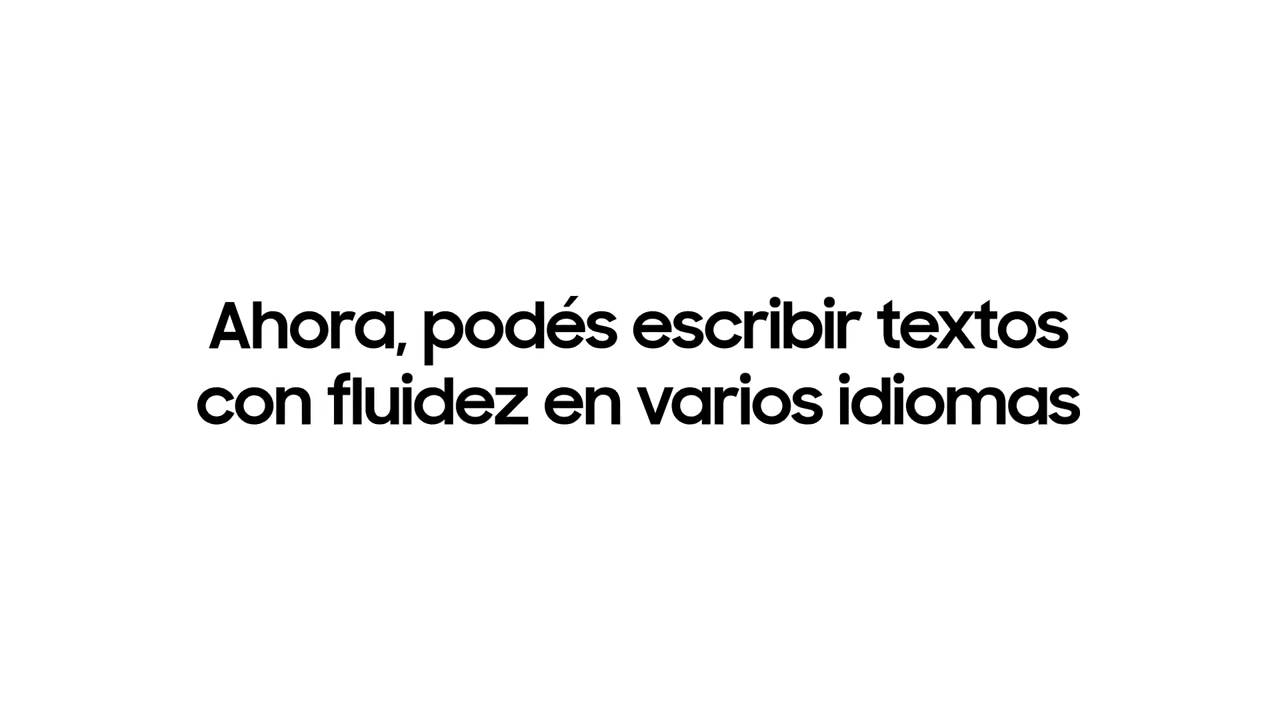 Ahora, podés escribir textos
con fluidez en varios idiomas